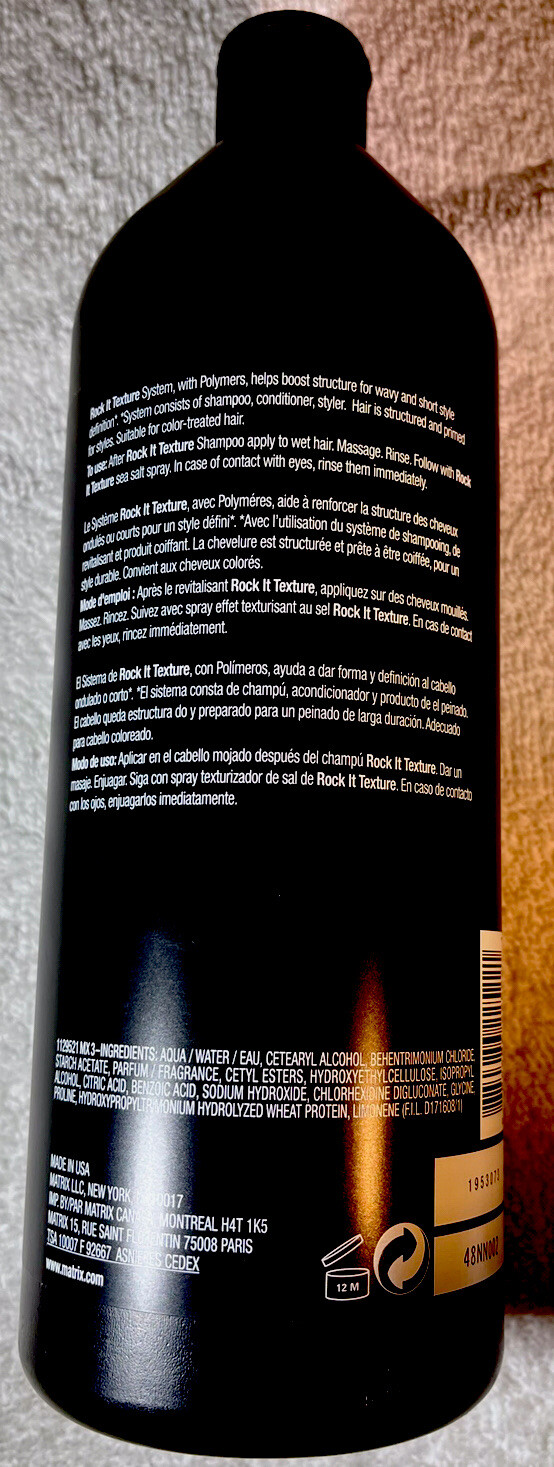 Rock It Texture System, with Polymers, helps boost structure for wavy and short style
definition*. *System consists of shampoo, conditioner, styler. Hair is structured and primed
for styles. Suitable for color-treated hair.
To use: After Rock It Texture Shampoo apply to wet hair. Massage. Rinse. Follow with Rock
It Texture sea salt spray. In case of contact with eyes, rinse them immediately.
Le Système Rock It Texture, avec Polyméres, aide à renforcer la structure des cheveux
ondulés ou courts pour un style défini*. *Avec l'utilisation du système de shampooing, de
revitalisant et produit coiffant. La chevelure est structurée et prête à être coiffée, pour un
style durable. Convient aux cheveux colorés.
Mode d'emploi : Après le revitalisant Rock It Texture, appliquez sur des cheveux mouillés.
Massez. Rincez. Suivez avec spray effet texturisant au sel Rock It Texture. En cas de contact
avec les yeux, rincez immédiatement.
El Sistema de Rock It Texture, con Polímeros, ayuda a dar forma y definición al cabello
ondulado o corto*. *El sistema consta de champú, acondicionador y producto de el peinado.
El cabello queda estructura do y preparado para un peinado de larga duración. Adecuado
para cabello coloreado.
Modo de uso: Aplicar en el cabello mojado después del champú Rock It Texture. Dar un
masaje. Enjuagar. Siga con spray texturizador de sal de Rock It Texture. En caso de contacto
con los ojos, enjuagarlos imediatamente.
1129521 MX 3–INGREDIENTS: AQUA / WATER / EAU, CETEARYL ALCOHOL, BEHENTRIMONIUM CHLORIDE,
STARCH ACETATE, PARFUM / FRAGRANCE, CETYL ESTERS, HYDROXYETHYLCELLULOSE, ISOPROPYL
ALCOHOL, CITRIC ACID, BENZOIC ACID, SODIUM HYDROXIDE, CHLORHEXIDINE DIGLUCONATE, GLYCINE,
PROLINE, HYDROXYPROPYLTRIMONIUM HYDROLYZED WHEAT PROTEIN, LIMONENE (F.I.L. D171608/1)
MADE IN USA
MATRIX LLC, NEW YORK, 10017
MP. BY/PAR MATRIX CANADA, MONTREAL H4T 1K5
MATRIX 15, RUE SAINT FLORENTIN 75008 PARIS
TSA 10007 F 92667 ASNIERES CEDEX
www.matrix.com
12 M
1953073
48NN002